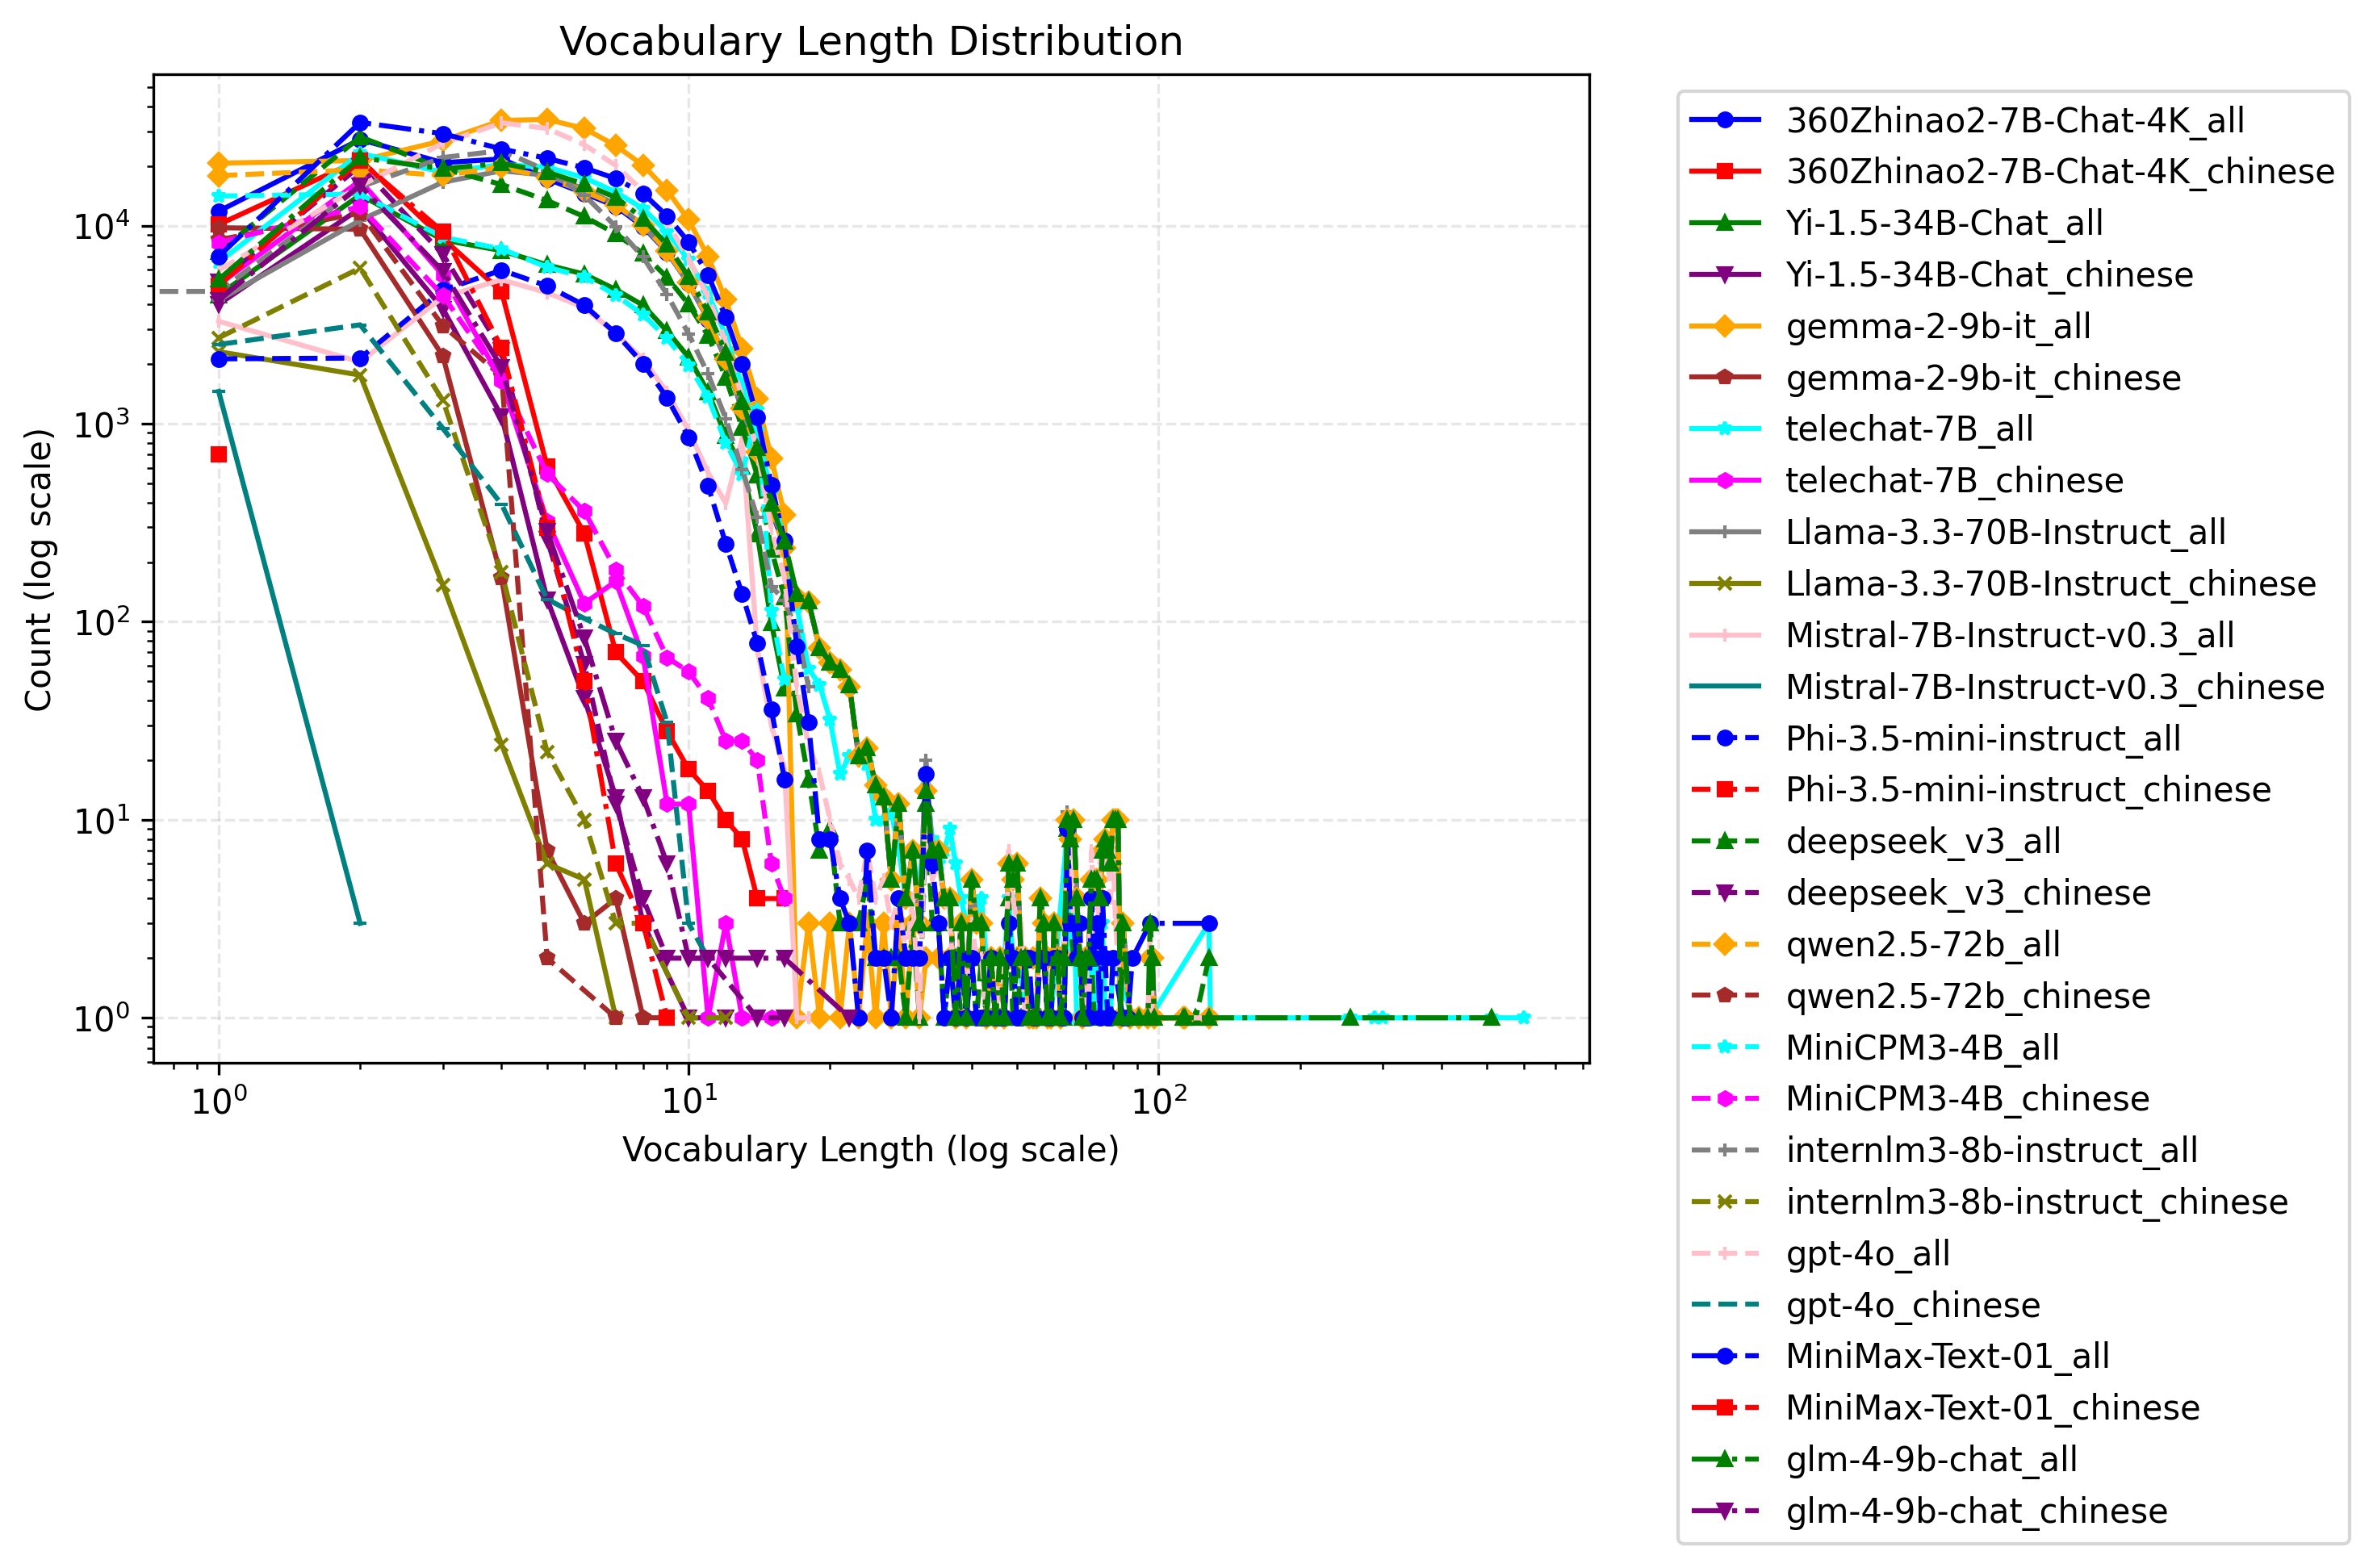 Vocabulary Length Distribution
Count (log scale)
10⁴
10³
10²
10¹
10⁰
10⁰ 10¹ 10²
Vocabulary Length (log scale)
360Zhinao2-7B-Chat-4K_all
360Zhinao2-7B-Chat-4K_chinese
Yi-1.5-34B-Chat_all
Yi-1.5-34B-Chat_chinese
gemma-2-9b-it_all
gemma-2-9b-it_chinese
telechat-7B_all
telechat-7B_chinese
Llama-3.3-70B-Instruct_all
Llama-3.3-70B-Instruct_chinese
Mistral-7B-Instruct-v0.3_all
Mistral-7B-Instruct-v0.3_chinese
Phi-3.5-mini-instruct_all
Phi-3.5-mini-instruct_chinese
deepseek_v3_all
deepseek_v3_chinese
qwen2.5-72b_all
qwen2.5-72b_chinese
MiniCPM3-4B_all
MiniCPM3-4B_chinese
internlm3-8b-instruct_all
internlm3-8b-instruct_chinese
gpt-4o_all
gpt-4o_chinese
MiniMax-Text-01_all
MiniMax-Text-01_chinese
glm-4-9b-chat_all
glm-4-9b-chat_chinese